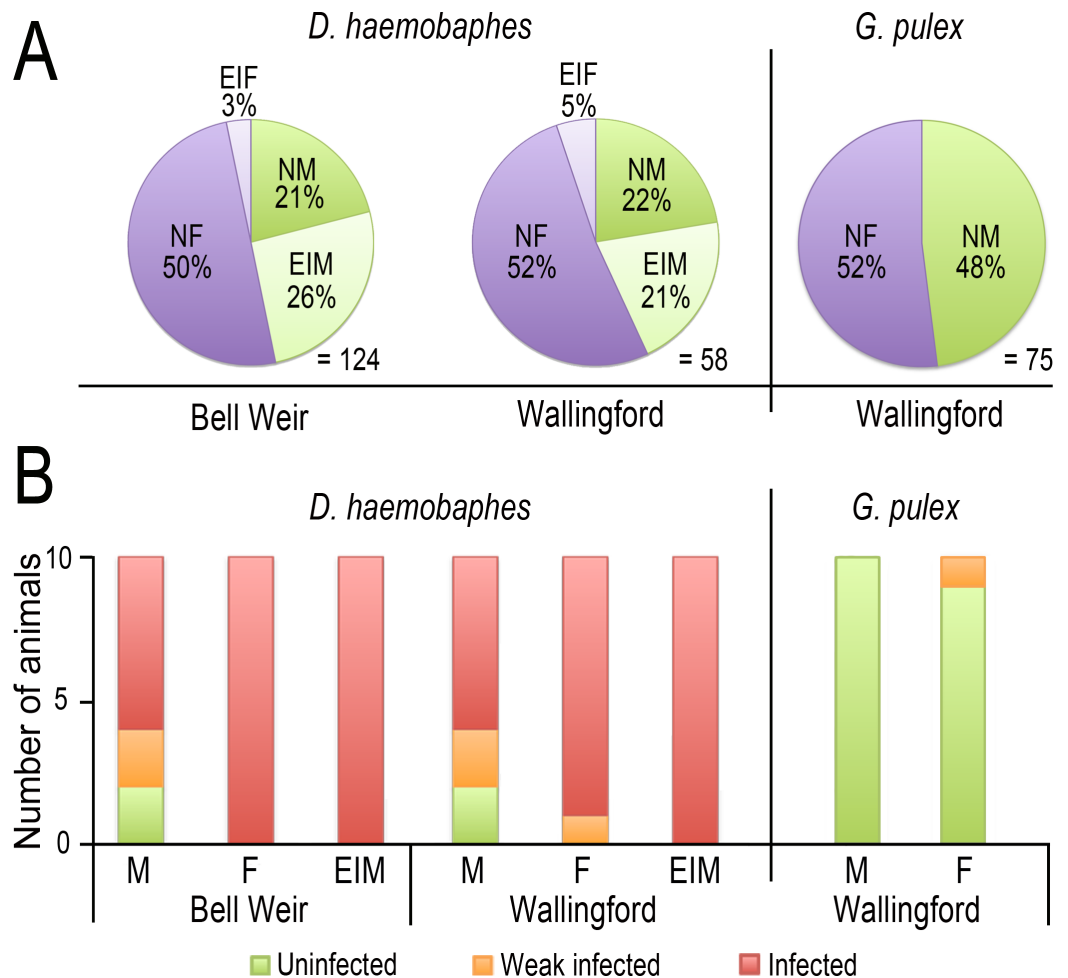 A
D. haemobaphes
G. pulex
EIF
3%
NM
21%
NF
50%
EIM
26%
= 124
EIF
5%
NM
22%
NF
52%
EIM
21%
= 58
NF
52%
NM
48%
= 75
Bell Weir
Wallingford
Wallingford
B
D. haemobaphes
G. pulex
Number of animals
10
5
0
M
F
EIM
M
F
EIM
M
F
Bell Weir
Wallingford
Wallingford
Uninfected
Weak infected
Infected